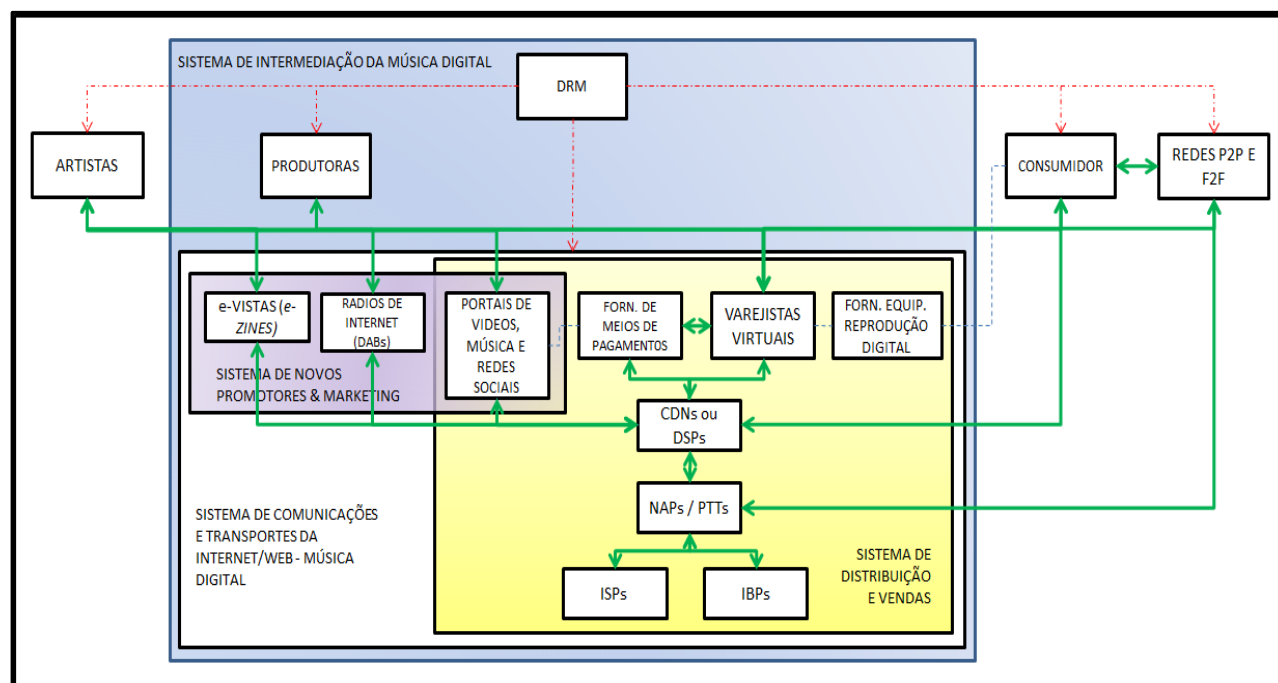 SISTEMA DE INTERMEDIAÇÃO DA MÚSICA DIGITAL
DRM
ARTISTAS
PRODUTORAS
CONSUMIDOR
REDES P2P E
F2F
e-VISTAS (e-
ZINES)
RADIOS DE
INTERNET
(DABs)
PORTAIS DE
VIDEOS,
MÚSICA E
REDES
SOCIAIS
FORN. DE
MEIOS DE
PAGAMENTOS
VAREJISTAS
VIRTUAIS
FORN. EQUIP.
REPRODUÇÃO
DIGITAL
SISTEMA DE NOVOS
PROMOTORES & MARKETING
CDNs ou
DSPs
NAPs / PTTs
SISTEMA DE COMUNICAÇÕES
E TRANSPORTES DA
INTERNET/WEB - MÚSICA
DIGITAL
SISTEMA DE
DISTRIBUIÇÃO
E VENDAS
ISPs
IBPs